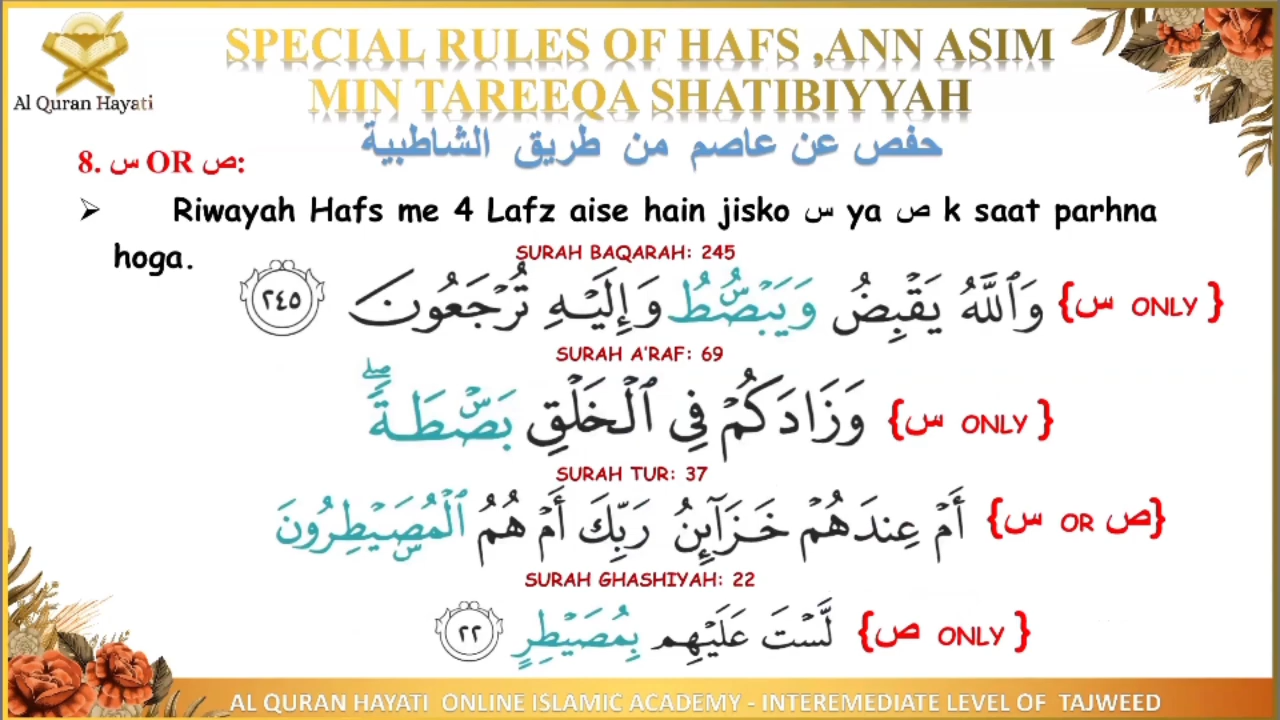 Al Quran Hayati
SPECIAL RULES OF HAFS ,ANN ASIM
MIN TAREEQA SHATIBIYYAH
حفص عن عاصم من طريق الشاطبية
8. س OR ص:
Riwayah Hafs me 4 Lafz aise hain jisko س ya ص k saat parhna
hoga.
SURAH BAQARAH: 245
وَٱللَّهُ يَقۡبِضُ وَيَبۡصُۜطُ وَإِلَيۡهِ تُرۡجَعُونَ ٢٤٥ {س ONLY }
SURAH A’RAF: 69
وَزَادَكُمۡ فِي ٱلۡخَلۡقِ بَصۜۡطَةٗۖ {س ONLY }
SURAH TUR: 37
أَمۡ عِندَهُمۡ خَزَآئِنُ رَبِّكَ أَمۡ هُمُ ٱلۡمُصَۣيۡطِرُونَ {س OR ص}
SURAH GHASHIYAH: 22
لَّسۡتَ عَلَيۡهِم بِمُصَيۡطِرٍ ٢٢ {ص ONLY }
AL QURAN HAYATI ONLINE ISLAMIC ACADEMY - INTEREMEDIATE LEVEL OF TAJWEED